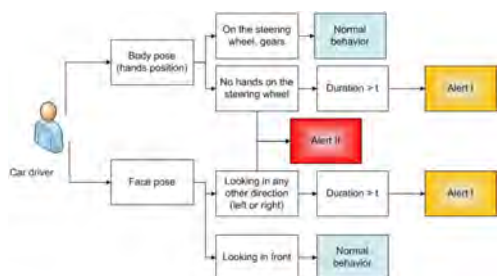 On the steering
wheel, gears
Normal
behavior
Body pose
(hands position)
No hands on the
steering wheel
Duration > t
Alert I
Alert II
Car driver
Face pose
Looking in any
other direction
(left or right)
Duration > t
Alert I
Looking in front
Normal
behavior